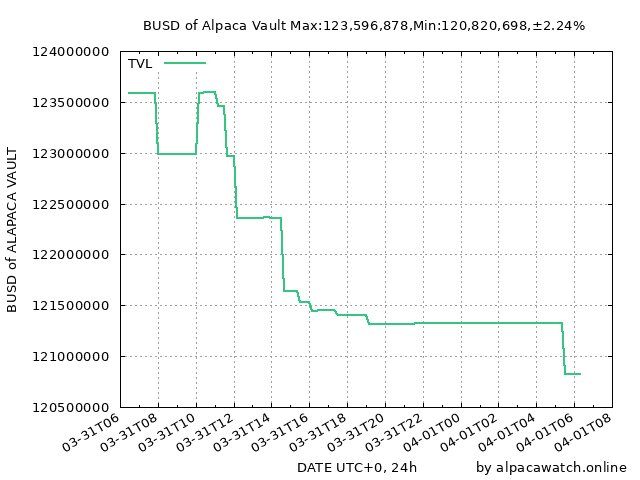 BUSD of Alpaca Vault Max:123,596,878,Min:120,820,698,±2.24%
124000000
TVL
123500000
123000000
122500000
122000000
121500000
121000000
120500000
BUSD of ALAPACA VAULT
03-31T06
03-31T08
03-31T10
03-31T12
03-31T14
03-31T16
03-31T18
03-31T20
03-31T22
04-01T00
04-01T02
04-01T04
04-01T06
04-01T08
DATE UTC+0, 24h
by alpacawatch.online